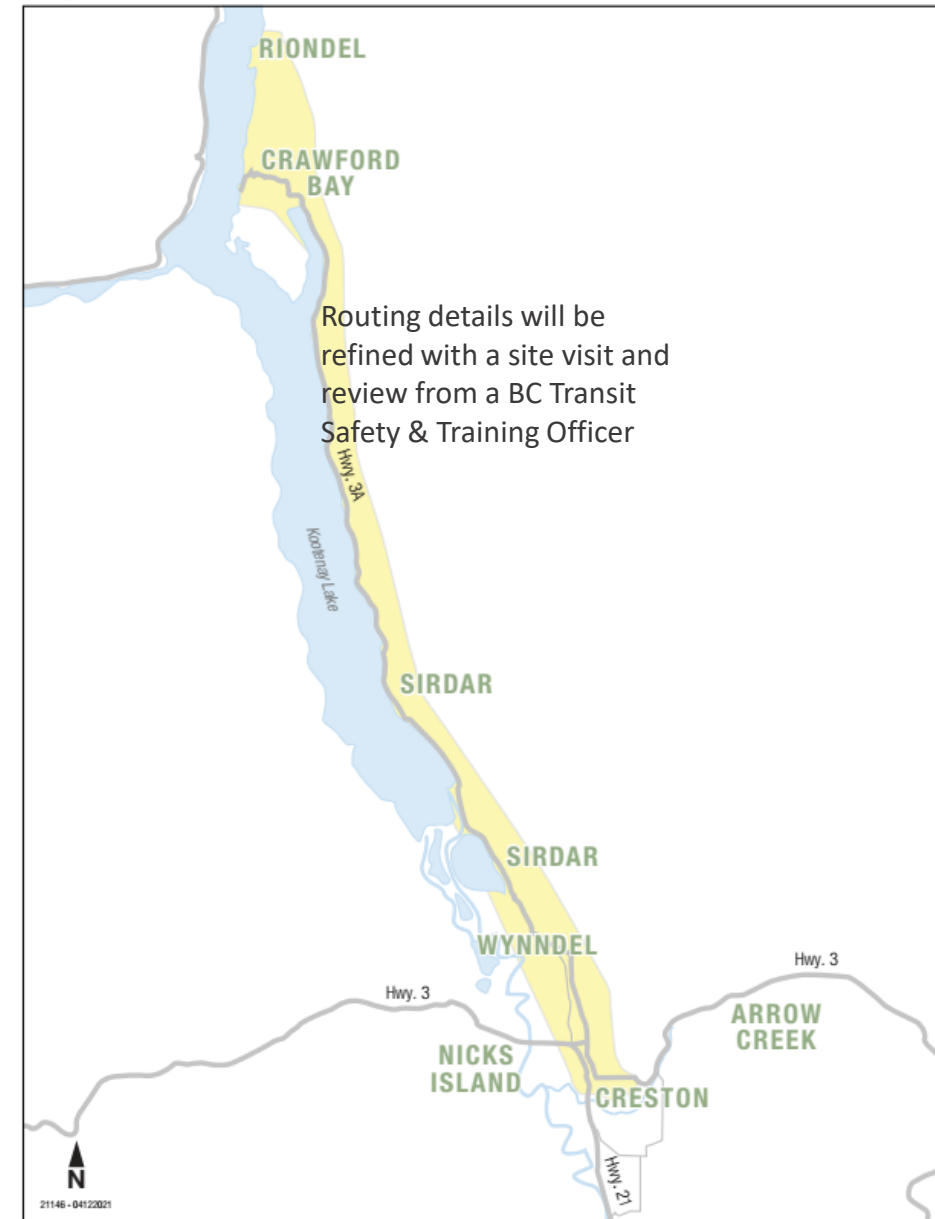 RIONDEL
CRAWFORD
BAY
Routing details will be
refined with a site visit and
review from a BC Transit
Safety & Training Officer
Hwy. 3A
Kootenay Lake
SIRDAR
SIRDAR
WYNNDEL
Hwy. 3
Hwy. 3
ARROW
CREEK
NICKS
ISLAND
CRESTON
Hwy. 21
N
21146 - 04122021